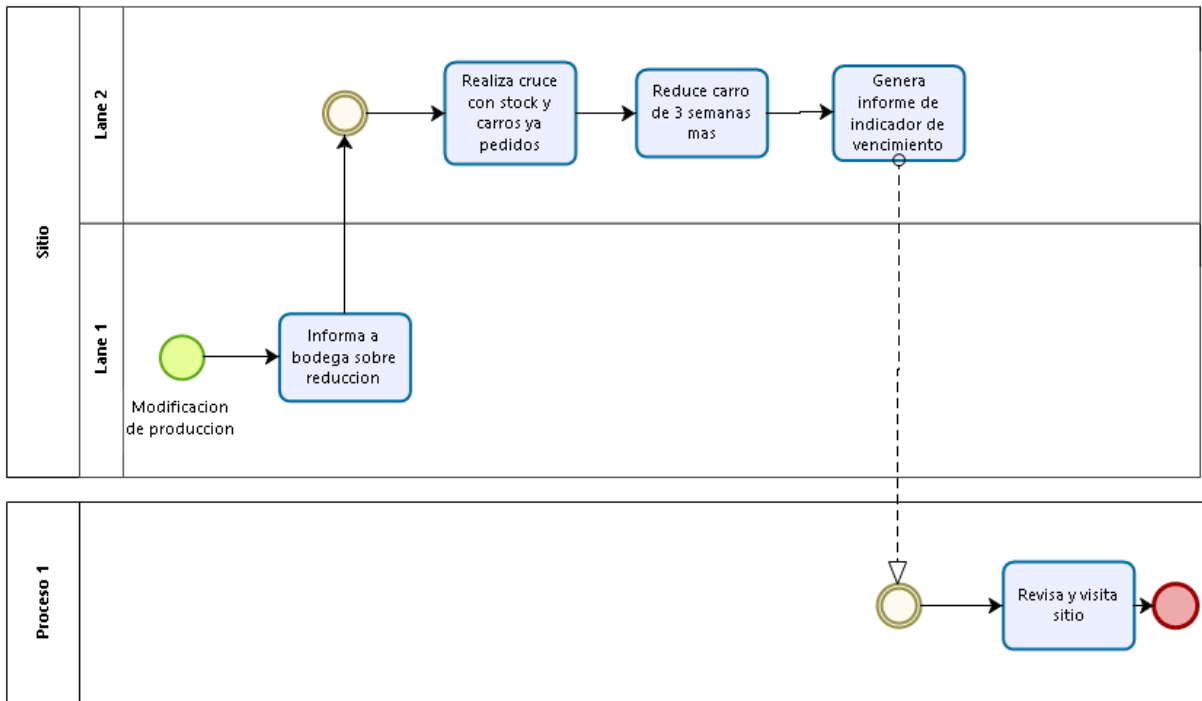 Sitio
Lane 2
Realiza cruce
con stock y
carros ya
pedidos
Reduce carro
de 3 semanas
mas
Genera
informe de
indicador de
vencimiento
Lane 1
Modificacion
de produccion
Informa a
bodega sobre
reduccion
Proceso 1
Revisa y visita
sitio